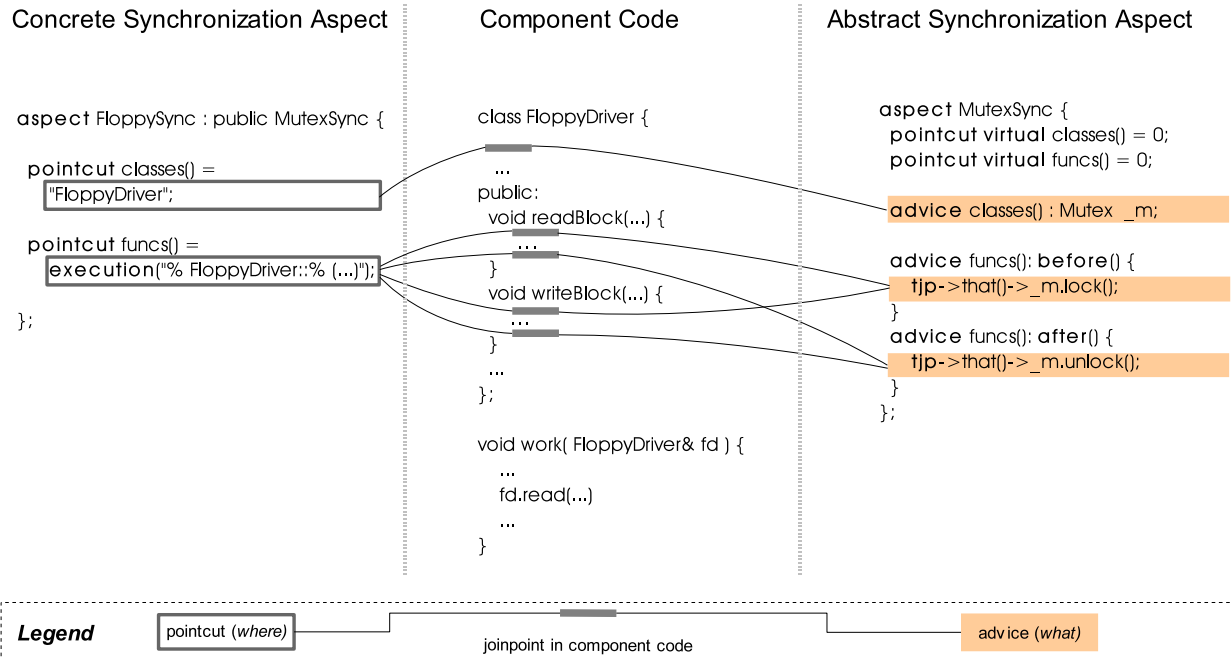 Concrete Synchronization Aspect
aspect FloppySync : public MutexSync {
pointcut classes() =
"FloppyDriver";
pointcut funcs() =
execution("% FloppyDriver::% (...)");
};
Component Code
class FloppyDriver {
...
public:
void readBlock(...) {
...
}
void writeBlock(...) {
...
}
...
};
void work( FloppyDriver& fd ) {
...
fd.read(...)
...
}
Abstract Synchronization Aspect
aspect MutexSync {
pointcut virtual classes() = 0;
pointcut virtual funcs() = 0;
advice classes() : Mutex _m;
advice funcs(): before() {
tjp->that()->_m.lock();
}
advice funcs(): after() {
tjp->that()->_m.unlock();
}
};
Legend
pointcut (where)
joinpoint in component code
advice (what)